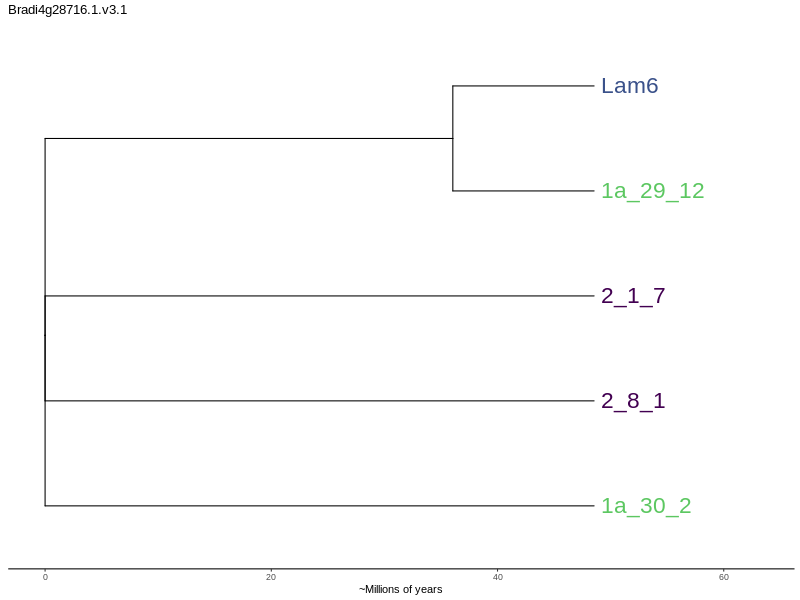 Bradi4g28716.1.v3.1
Lam6
1a_29_12
2_1_7
2_8_1
1a_30_2
0 20 40 60
~Millions of years